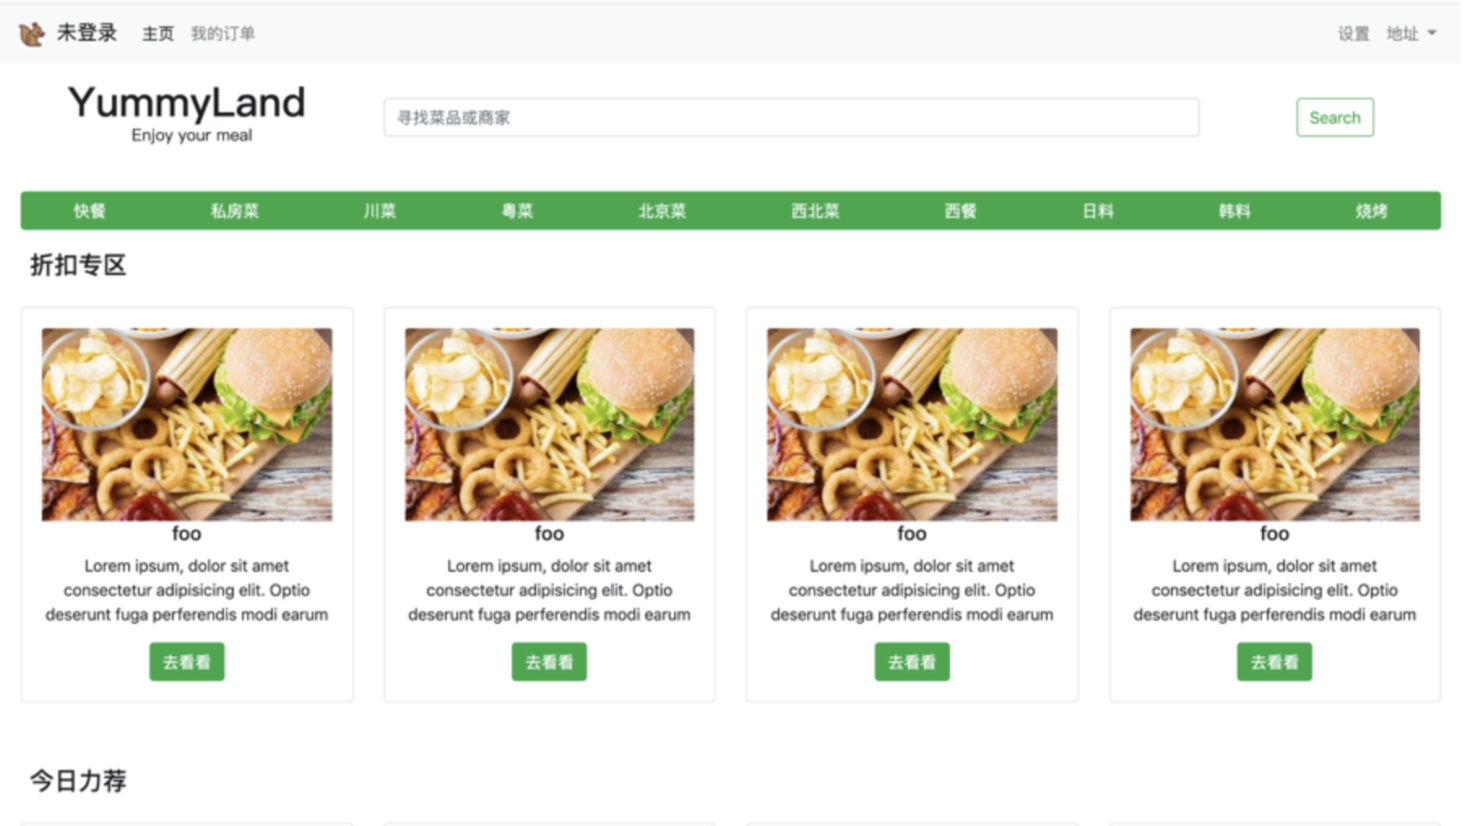 未登录 主页 我的订单 设置 地址
YummyLand
Enjoy your meal
寻找菜品或商家
Search
快餐 私房菜 川菜 粤菜 北京菜 西北菜 西餐 日料 韩料 烧烤
折扣专区
foo
Lorem ipsum, dolor sit amet
consectetur adipisicing elit. Optio
deserunt fuga perferendis modi earum
去看看
foo
Lorem ipsum, dolor sit amet
consectetur adipisicing elit. Optio
deserunt fuga perferendis modi earum
去看看
foo
Lorem ipsum, dolor sit amet
consectetur adipisicing elit. Optio
deserunt fuga perferendis modi earum
去看看
foo
Lorem ipsum, dolor sit amet
consectetur adipisicing elit. Optio
deserunt fuga perferendis modi earum
去看看
今日力荐